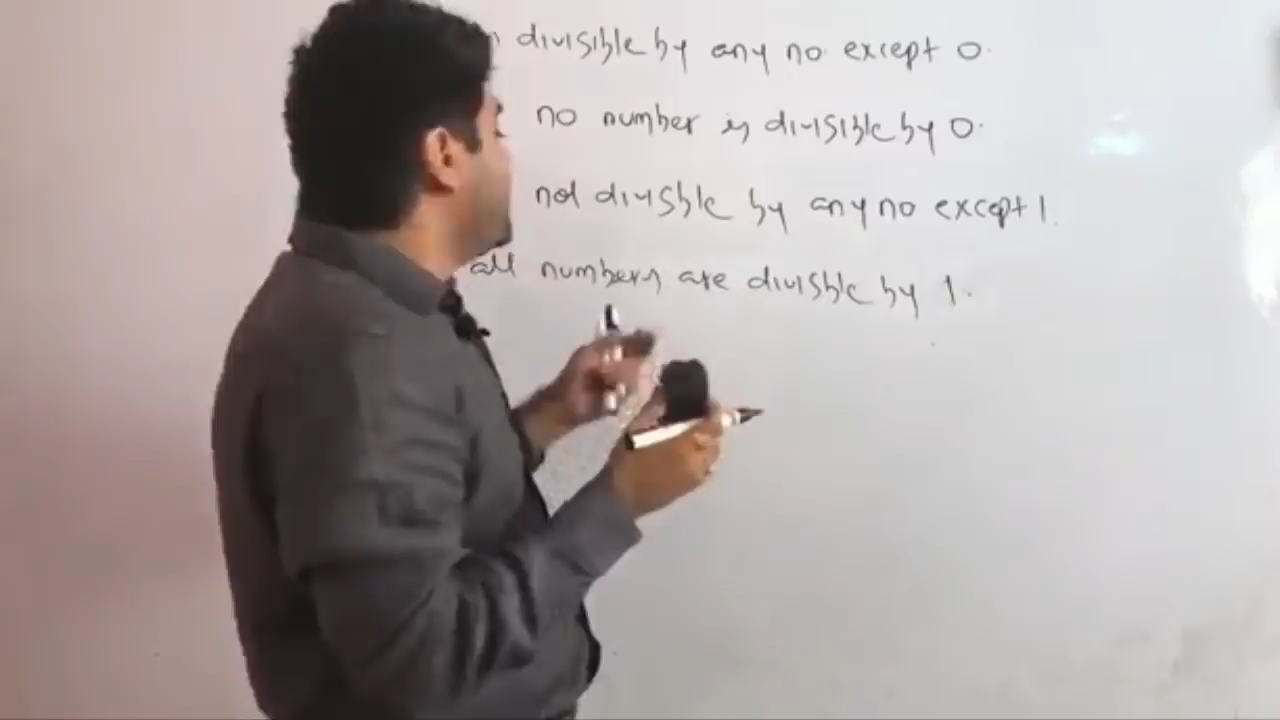 divisible by any no except 0.
no number is divisible by 0.
not divisble by any no except 1.
all numbers are divisble by 1.